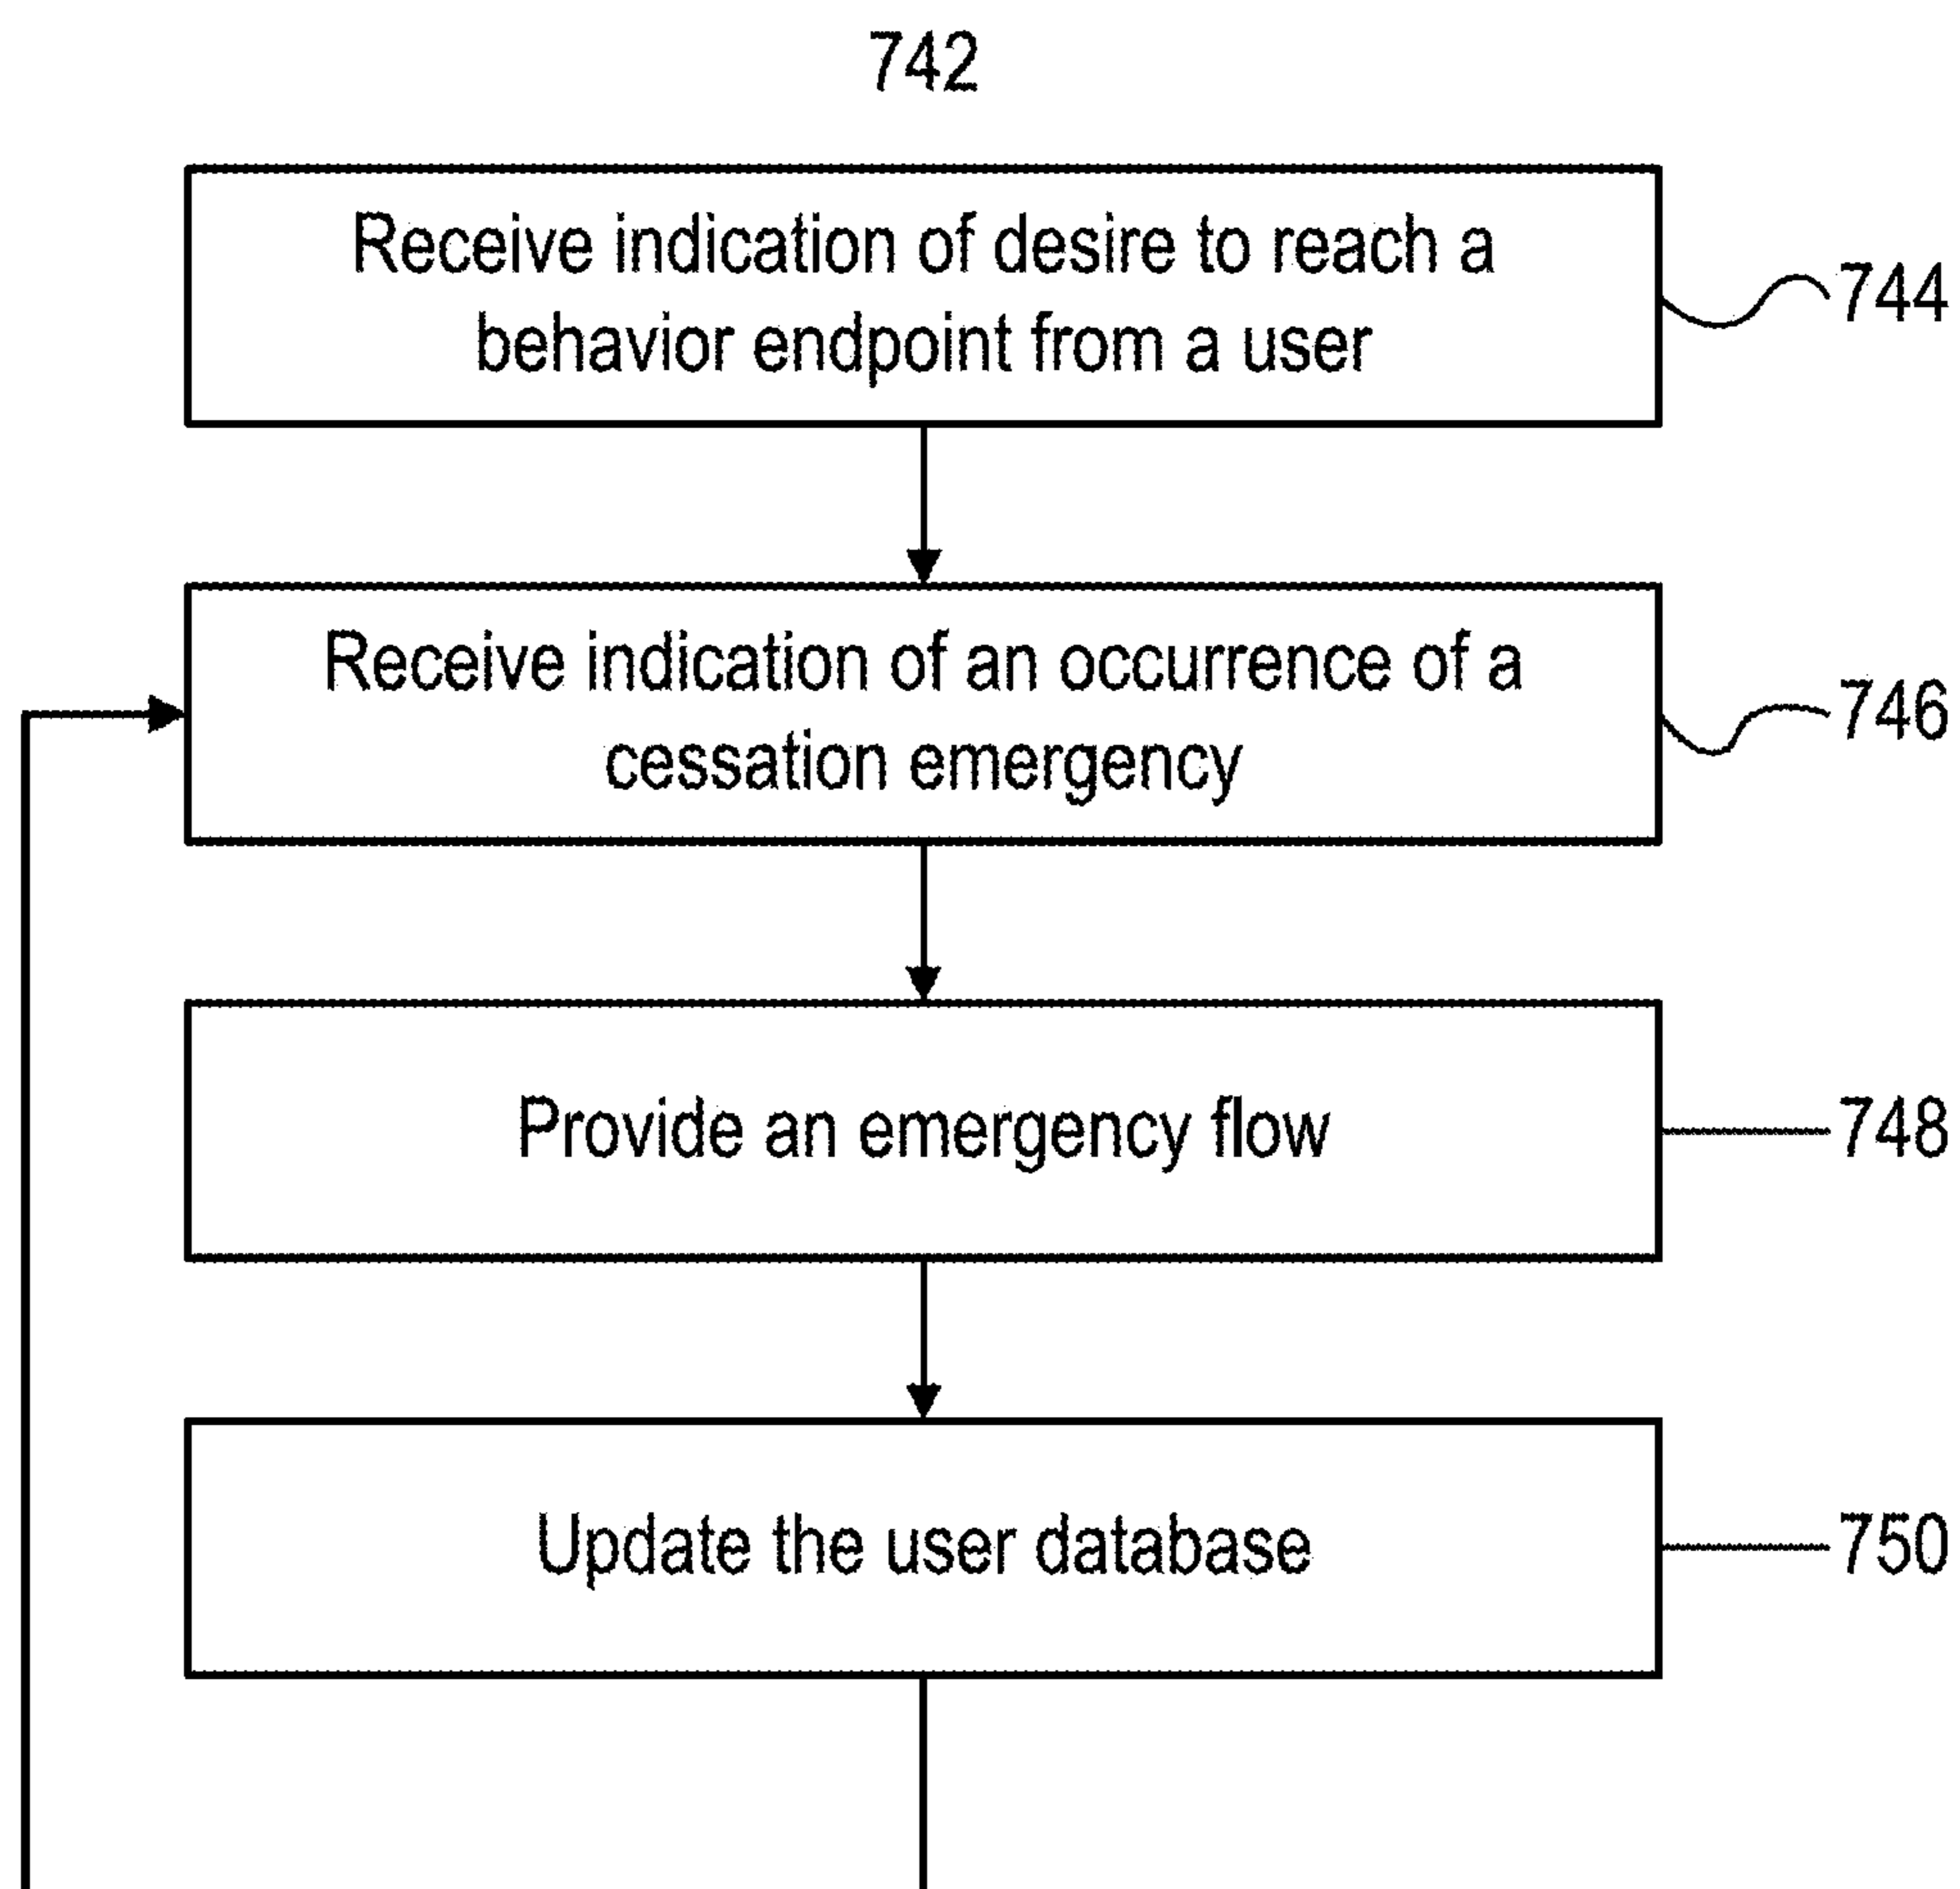 742
Receive indication of desire to reach a
behavior endpoint from a user
744
Receive indication of an occurrence of a
cessation emergency
746
Provide an emergency flow
748
Update the user database
750